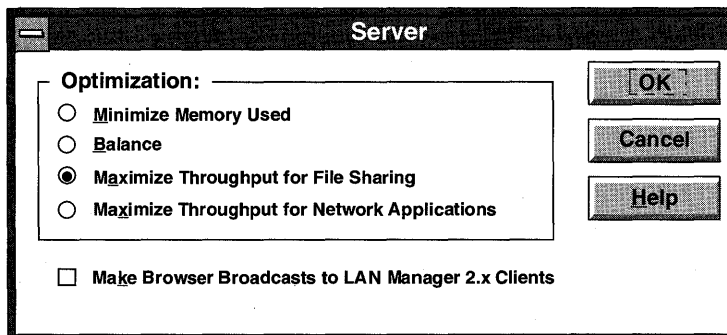 Server
Optimization:
Minimize Memory Used
Balance
Maximize Throughput for File Sharing
Maximize Throughput for Network Applications
Make Browser Broadcasts to LAN Manager 2.x Clients
OK
Cancel
Help